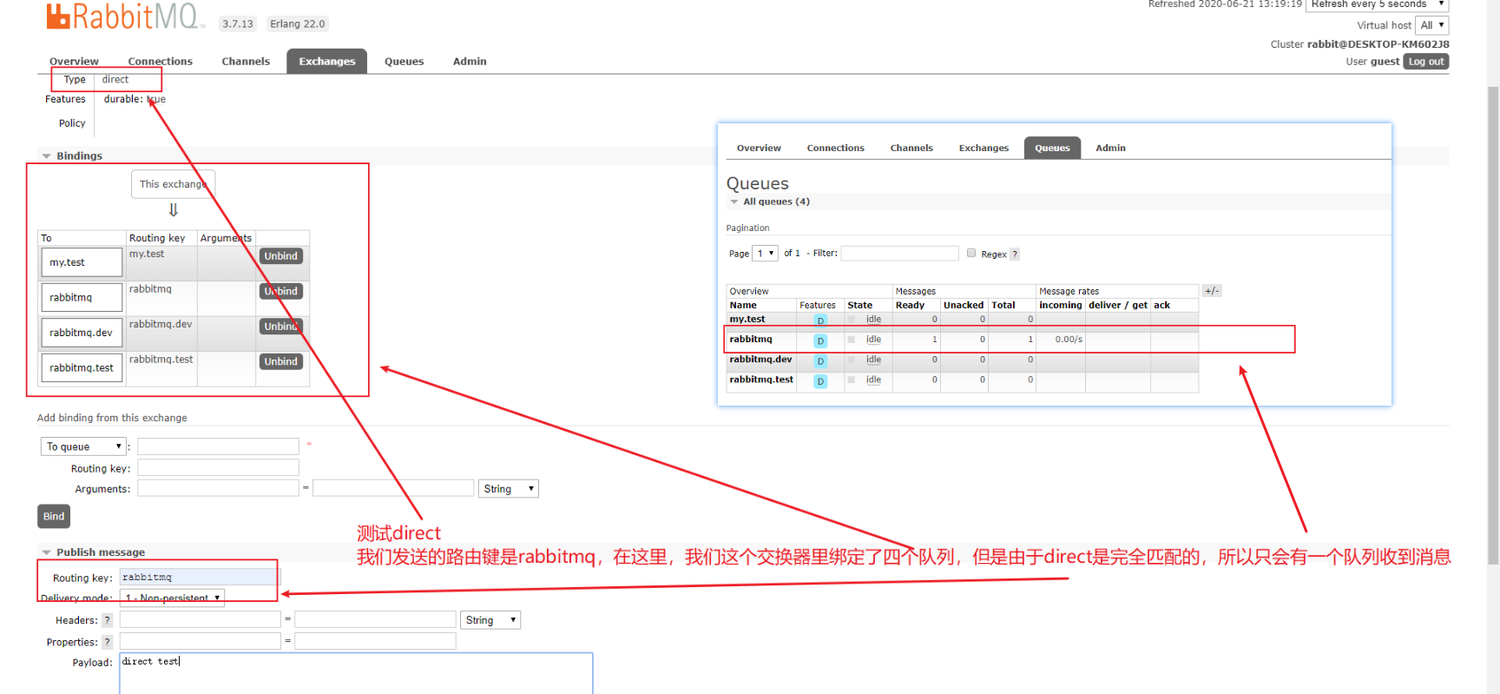 RabbitMQ TM 3.7.13 Erlang 22.0
Refreshed 2020-06-21 13:19:19 Refresh every 5 seconds
Virtual host All
Cluster rabbit@DESKTOP-KM602J8
User guest Log out
Overview Connections Channels Exchanges Queues Admin
Type direct
Features durable: true
Policy
Bindings
This exchange
⇓
To Routing key Arguments
my.test my.test Unbind
rabbitmq rabbitmq Unbind
rabbitmq.dev rabbitmq.dev Unbind
rabbitmq.test rabbitmq.test Unbind
Add binding from this exchange
To queue : *
Routing key:
Arguments: = String
Bind
Publish message
Routing key: rabbitmq
Delivery mode: 1 - Non-persistent
Headers: ? = String
Properties: ? =
Payload: direct test
Overview Connections Channels Exchanges Queues Admin
Queues
All queues (4)
Pagination
Page 1 of 1 - Filter: Regex ?
Overview Messages Message rates +/-
Name Features State Ready Unacked Total incoming deliver / get ack
my.test D idle 0 0 0
rabbitmq D idle 1 0 1 0.00/s
rabbitmq.dev D idle 0 0 0
rabbitmq.test D idle 0 0 0
测试direct
我们发送的路由键是rabbitmq，在这里，我们这个交换器里绑定了四个队列，但是由于direct是完全匹配的，所以只会有一个队列收到消息